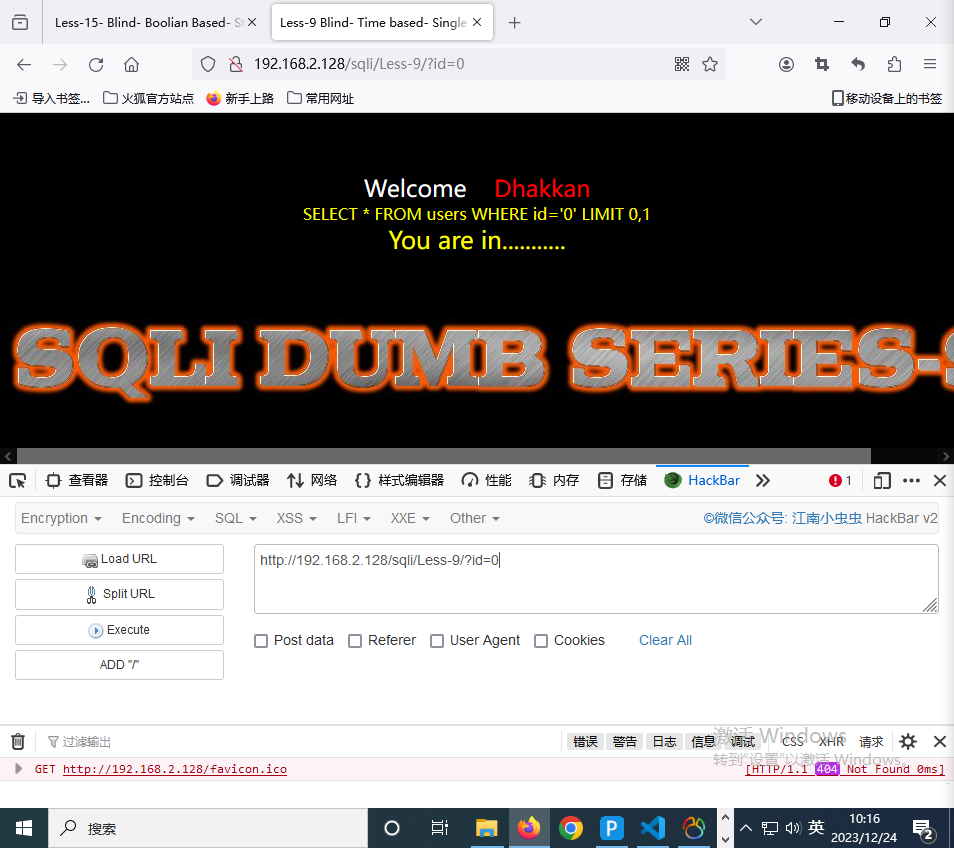 Less-15- Blind- Boolian Based- St
Less-9 Blind- Time based- Single
192.168.2.128/sqli/Less-9/?id=0
导入书签... 火狐官方站点 新手上路 常用网址 移动设备上的书签
Welcome Dhakkan
SELECT * FROM users WHERE id='0' LIMIT 0,1
You are in...........
SQLI DUMB SERIES-9
查看器 控制台 调试器 网络 样式编辑器 性能 内存 存储 HackBar 1
Encryption Encoding SQL XSS LFI XXE Other ©微信公众号: 江南小虫虫 HackBar v2
Load URL
http://192.168.2.128/sqli/Less-9/?id=0
Split URL
Execute
Post data Referer User Agent Cookies Clear All
ADD "/"
过滤输出 错误 警告 日志 信息 调试 CSS XHR 请求
激活 Windows
转到"设置"以激活 Windows。
GET http://192.168.2.128/favicon.ico [HTTP/1.1 404 Not Found 0ms]
搜索 英 10:16
2023/12/24 2